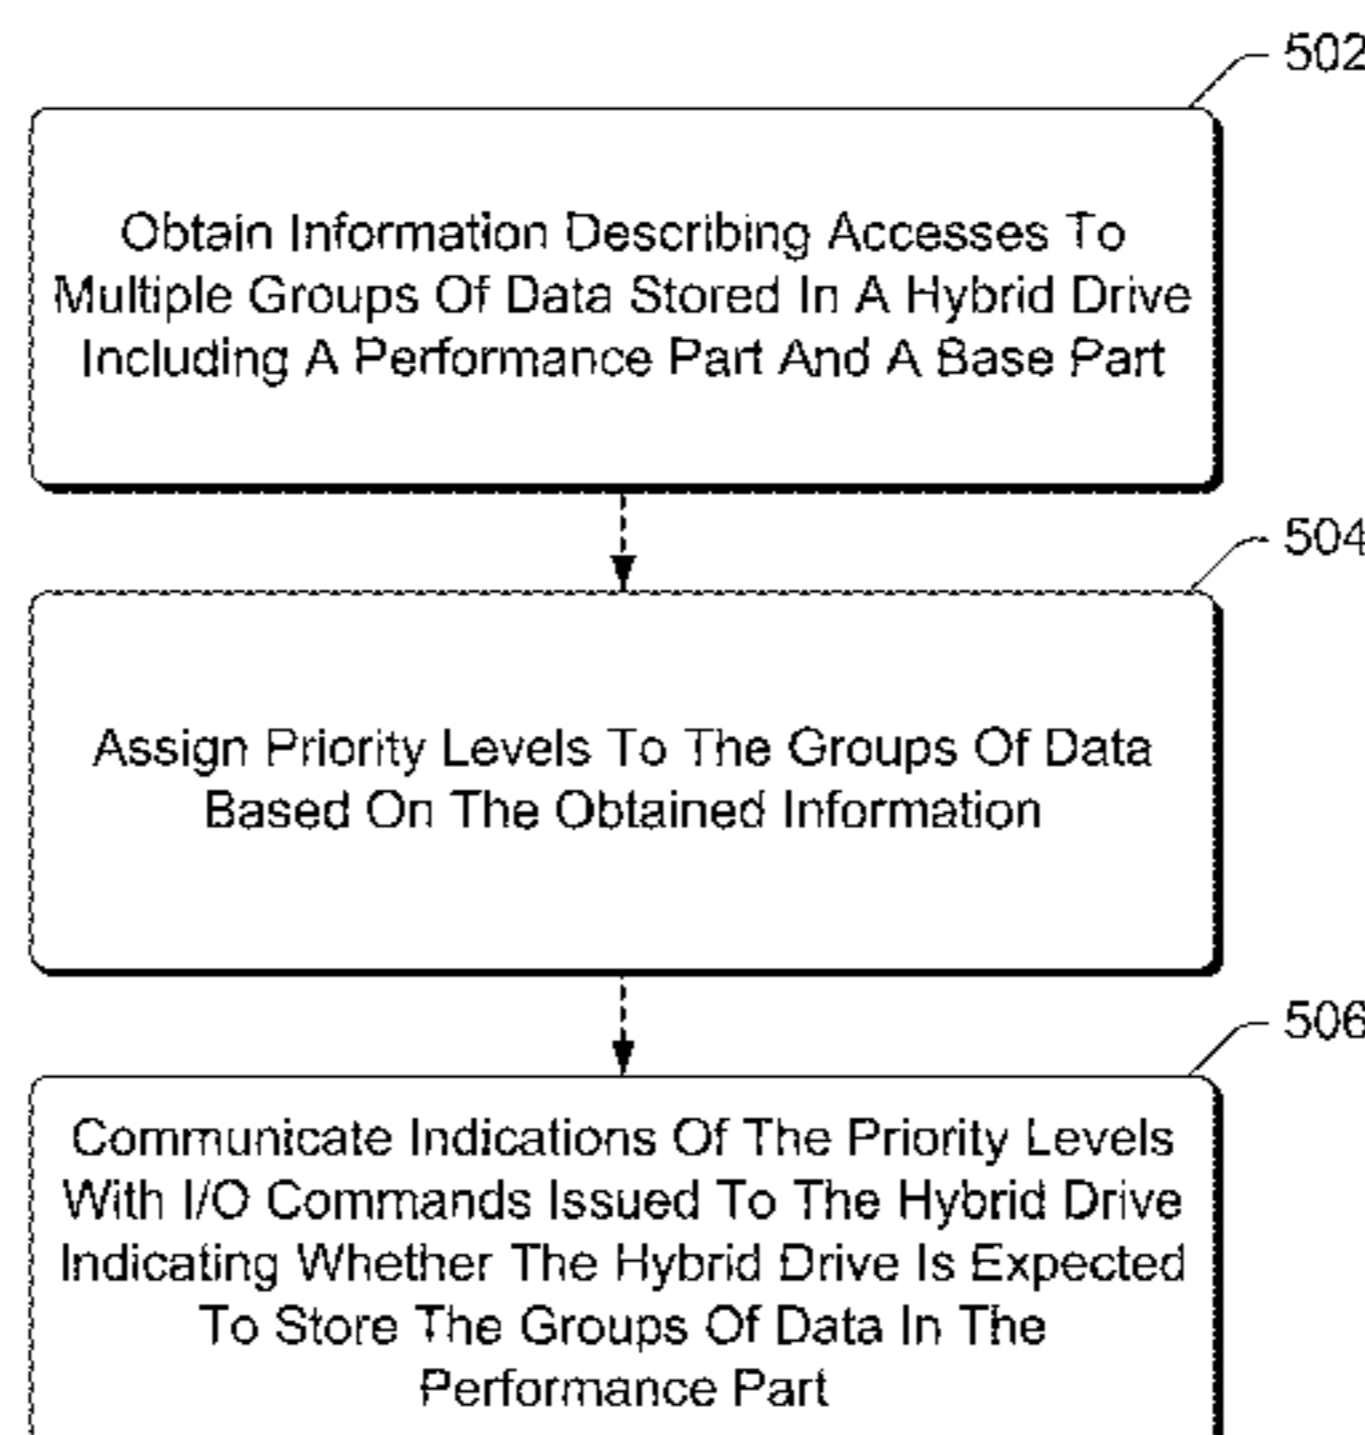 502
Obtain Information Describing Accesses To
Multiple Groups Of Data Stored In A Hybrid Drive
Including A Performance Part And A Base Part
504
Assign Priority Levels To The Groups Of Data
Based On The Obtained Information
506
Communicate Indications Of The Priority Levels
With I/O Commands Issued To The Hybrid Drive
Indicating Whether The Hybrid Drive Is Expected
To Store The Groups Of Data In The
Performance Part